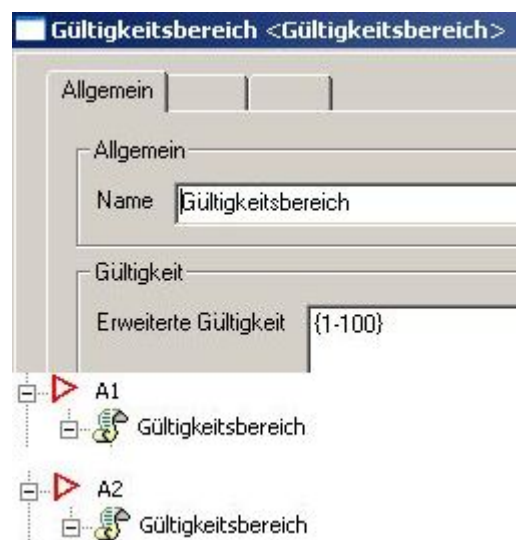 Gültigkeitsbereich <Gültigkeitsbereich>
Allgemein
Allgemein
Name Gültigkeitsbereich
Gültigkeit
Erweiterte Gültigkeit {1-100}
A1
Gültigkeitsbereich
A2
Gültigkeitsbereich